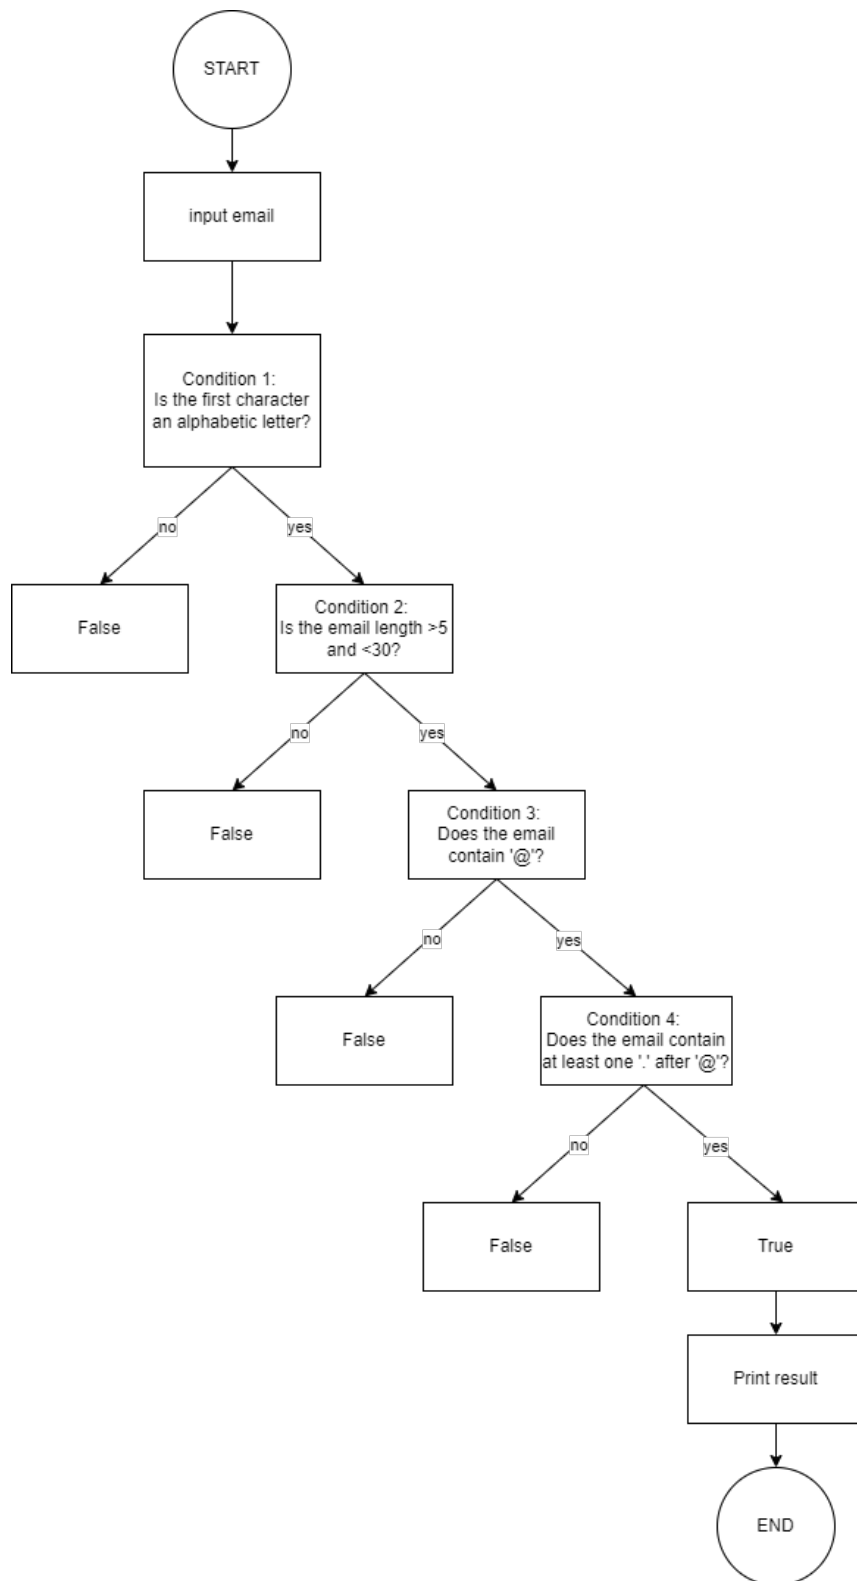 START
input email
Condition 1:
Is the first character
an alphabetic letter?
no
yes
False
Condition 2:
Is the email length >5
and <30?
no
yes
False
Condition 3:
Does the email
contain '@'?
no
yes
False
Condition 4:
Does the email contain
at least one '.' after '@'?
no
yes
False
True
Print result
END